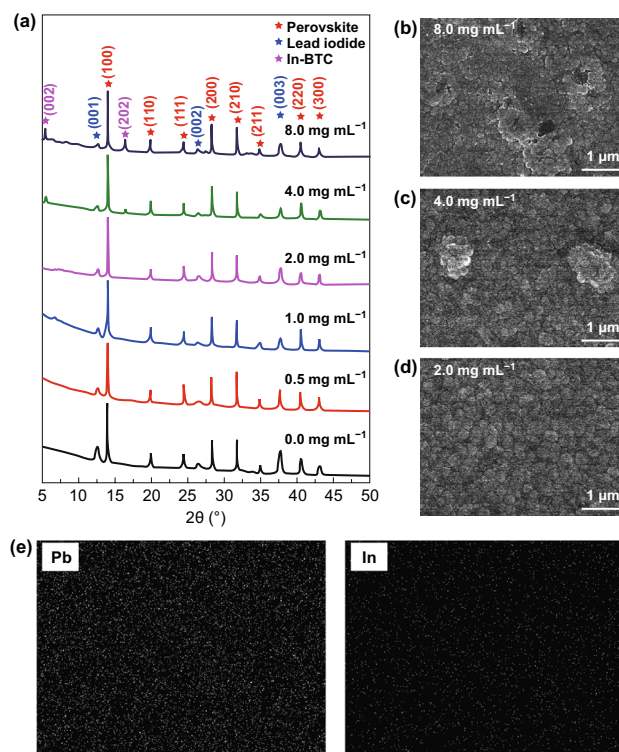 (a)
★ Perovskite
★ Lead iodide
★ In-BTC
(002)
(001)
(100)
(202)
(110)
(111)
(002)
(200)
(210)
(211)
(003)
(220)
(300)
8.0 mg mL⁻¹
4.0 mg mL⁻¹
2.0 mg mL⁻¹
1.0 mg mL⁻¹
0.5 mg mL⁻¹
0.0 mg mL⁻¹
5 10 15 20 25 30 35 40 45 50
2θ (°)
(b)
8.0 mg mL⁻¹
1 µm
(c)
4.0 mg mL⁻¹
1 µm
(d)
2.0 mg mL⁻¹
1 µm
(e)
Pb
In